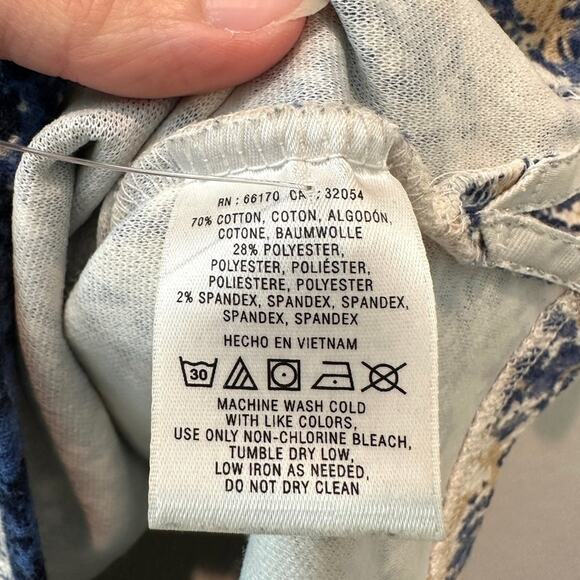 RN : 66170 CA : 32054
70% COTTON, COTON, ALGODÓN,
COTONE, BAUMWOLLE
28% POLYESTER,
POLYESTER, POLIÉSTER,
POLIESTERE, POLYESTER
2% SPANDEX, SPANDEX, SPANDEX,
SPANDEX, SPANDEX
HECHO EN VIETNAM
30
MACHINE WASH COLD
WITH LIKE COLORS,
USE ONLY NON-CHLORINE BLEACH,
TUMBLE DRY LOW,
LOW IRON AS NEEDED,
DO NOT DRY CLEAN